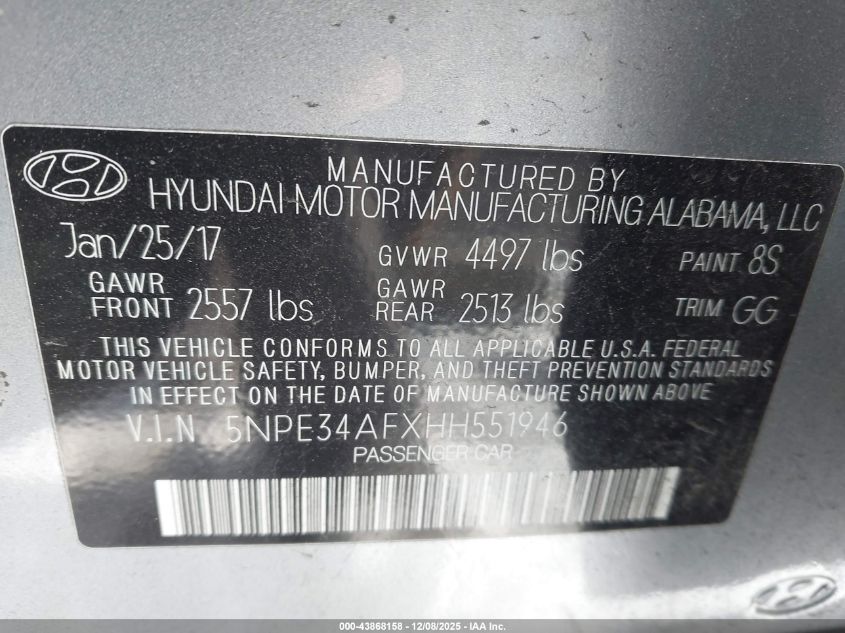 MANUFACTURED BY
HYUNDAI MOTOR MANUFACTURING ALABAMA, LLC
Jan/25/17 GVWR 4497 lbs PAINT 8S
GAWR FRONT 2557 lbs GAWR REAR 2513 lbs TRIM GG
THIS VEHICLE CONFORMS TO ALL APPLICABLE U.S.A. FEDERAL
MOTOR VEHICLE SAFETY, BUMPER, AND THEFT PREVENTION STANDARDS
IN EFFECT ON THE DATE OF MANUFACTURE SHOWN ABOVE
V.I.N 5NPE34AFXHH551946
PASSENGER CAR
000-43868158 - 12/08/2025 - IAA Inc.